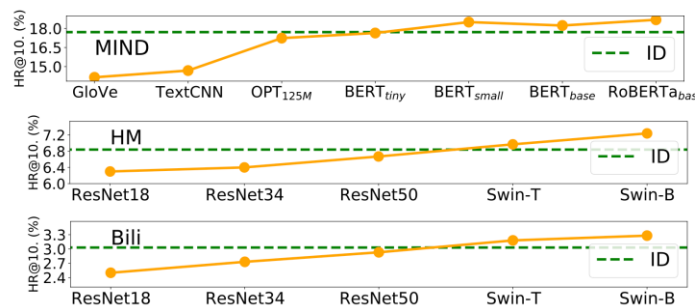 HR@10. (%)
18.0
15.0
MIND
ID
GloVe TextCNN OPT125M BERTtiny BERTsmall BERTbase RoBERTabas
HR@10. (%)
7.2
6.8
6.4
6.0
HM
ID
ResNet18 ResNet34 ResNet50 Swin-T Swin-B
HR@10. (%)
3.3
3.0
2.7
2.4
Bili
ID
ResNet18 ResNet34 ResNet50 Swin-T Swin-B